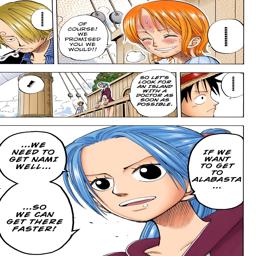 OF
COURSE!
WE
PROMISED
YOU WE
WOULD!!
SO LET'S
LOOK FOR
AN ISLAND
WITH A
DOCTOR AS
SOON AS
POSSIBLE.
IF WE
WANT TO
GET TO
ALABASTA
...
...WE
NEED TO
GET NAMI
WELL...
...SO
WE CAN
GET THERE
FASTER!